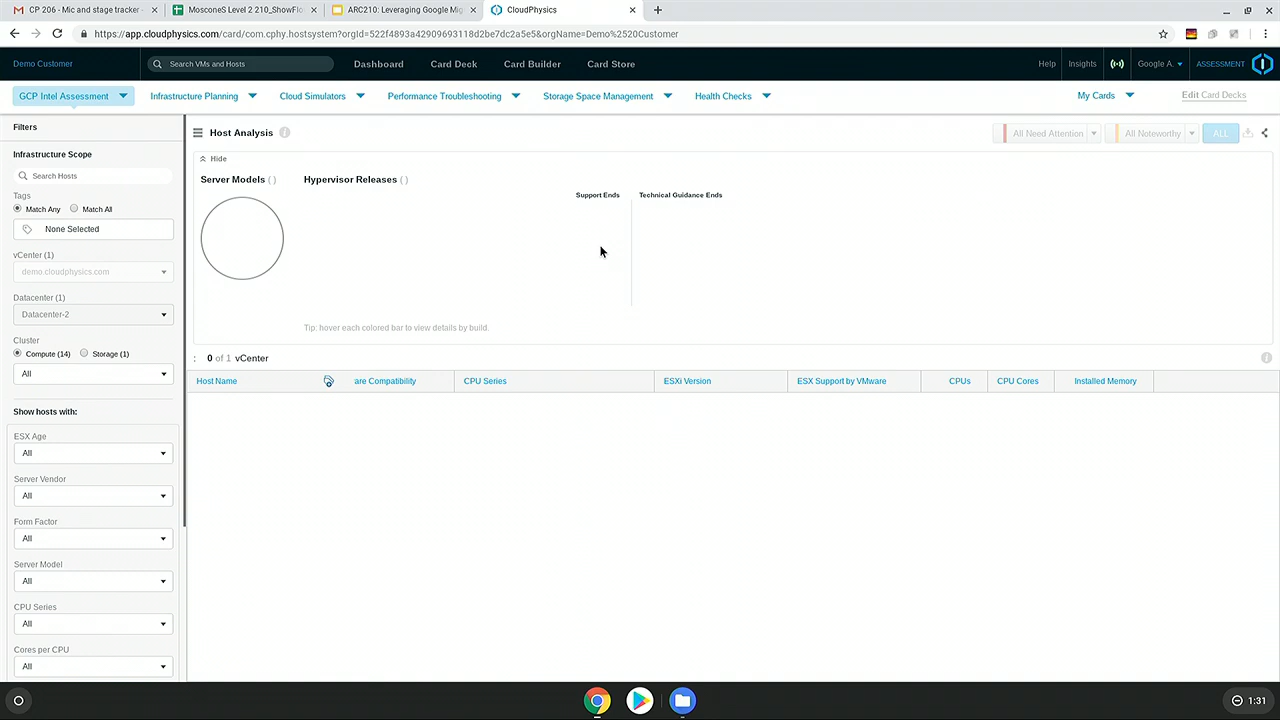 CP 206 - Mic and stage tracker -
MosconeS Level 2 210_ShowFlo
ARC210: Leveraging Google Mig
CloudPhysics
https://app.cloudphysics.com/card/com.cphy.hostsystem?orgId=522f4893a42909693118d2be7dc2a5e5&orgName=Demo%2520Customer
Demo Customer
Search VMs and Hosts
Dashboard
Card Deck
Card Builder
Card Store
Help
Insights
Google A.
ASSESSMENT
GCP Intel Assessment
Infrastructure Planning
Cloud Simulators
Performance Troubleshooting
Storage Space Management
Health Checks
My Cards
Edit Card Decks
Filters
Host Analysis
All Need Attention
All Noteworthy
ALL
Infrastructure Scope
Search Hosts
Tags
Match Any
Match All
None Selected
vCenter (1)
demo.cloudphysics.com
Datacenter (1)
Datacenter-2
Cluster
Compute (14)
Storage (1)
All
Show hosts with:
ESX Age
All
Server Vendor
All
Form Factor
All
Server Model
All
CPU Series
All
Cores per CPU
All
Hide
Server Models ( )
Hypervisor Releases ( )
Support Ends
Technical Guidance Ends
Tip: hover each colored bar to view details by build.
: 0 of 1 vCenter
Host Name
are Compatibility
CPU Series
ESXi Version
ESX Support by VMware
CPUs
CPU Cores
Installed Memory
1:31